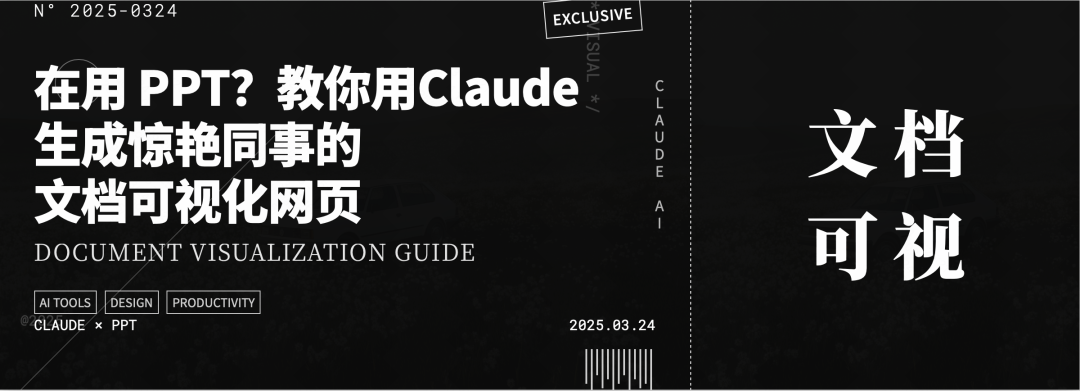 N° 2025-0324
EXCLUSIVE
VISUAL */
在用 PPT？教你用Claude
生成惊艳同事的
文档可视化网页
DOCUMENT VISUALIZATION GUIDE
AI TOOLS
DESIGN
PRODUCTIVITY
CLAUDE × PPT
2025.03.24
CLAUDE AI
文档
可视